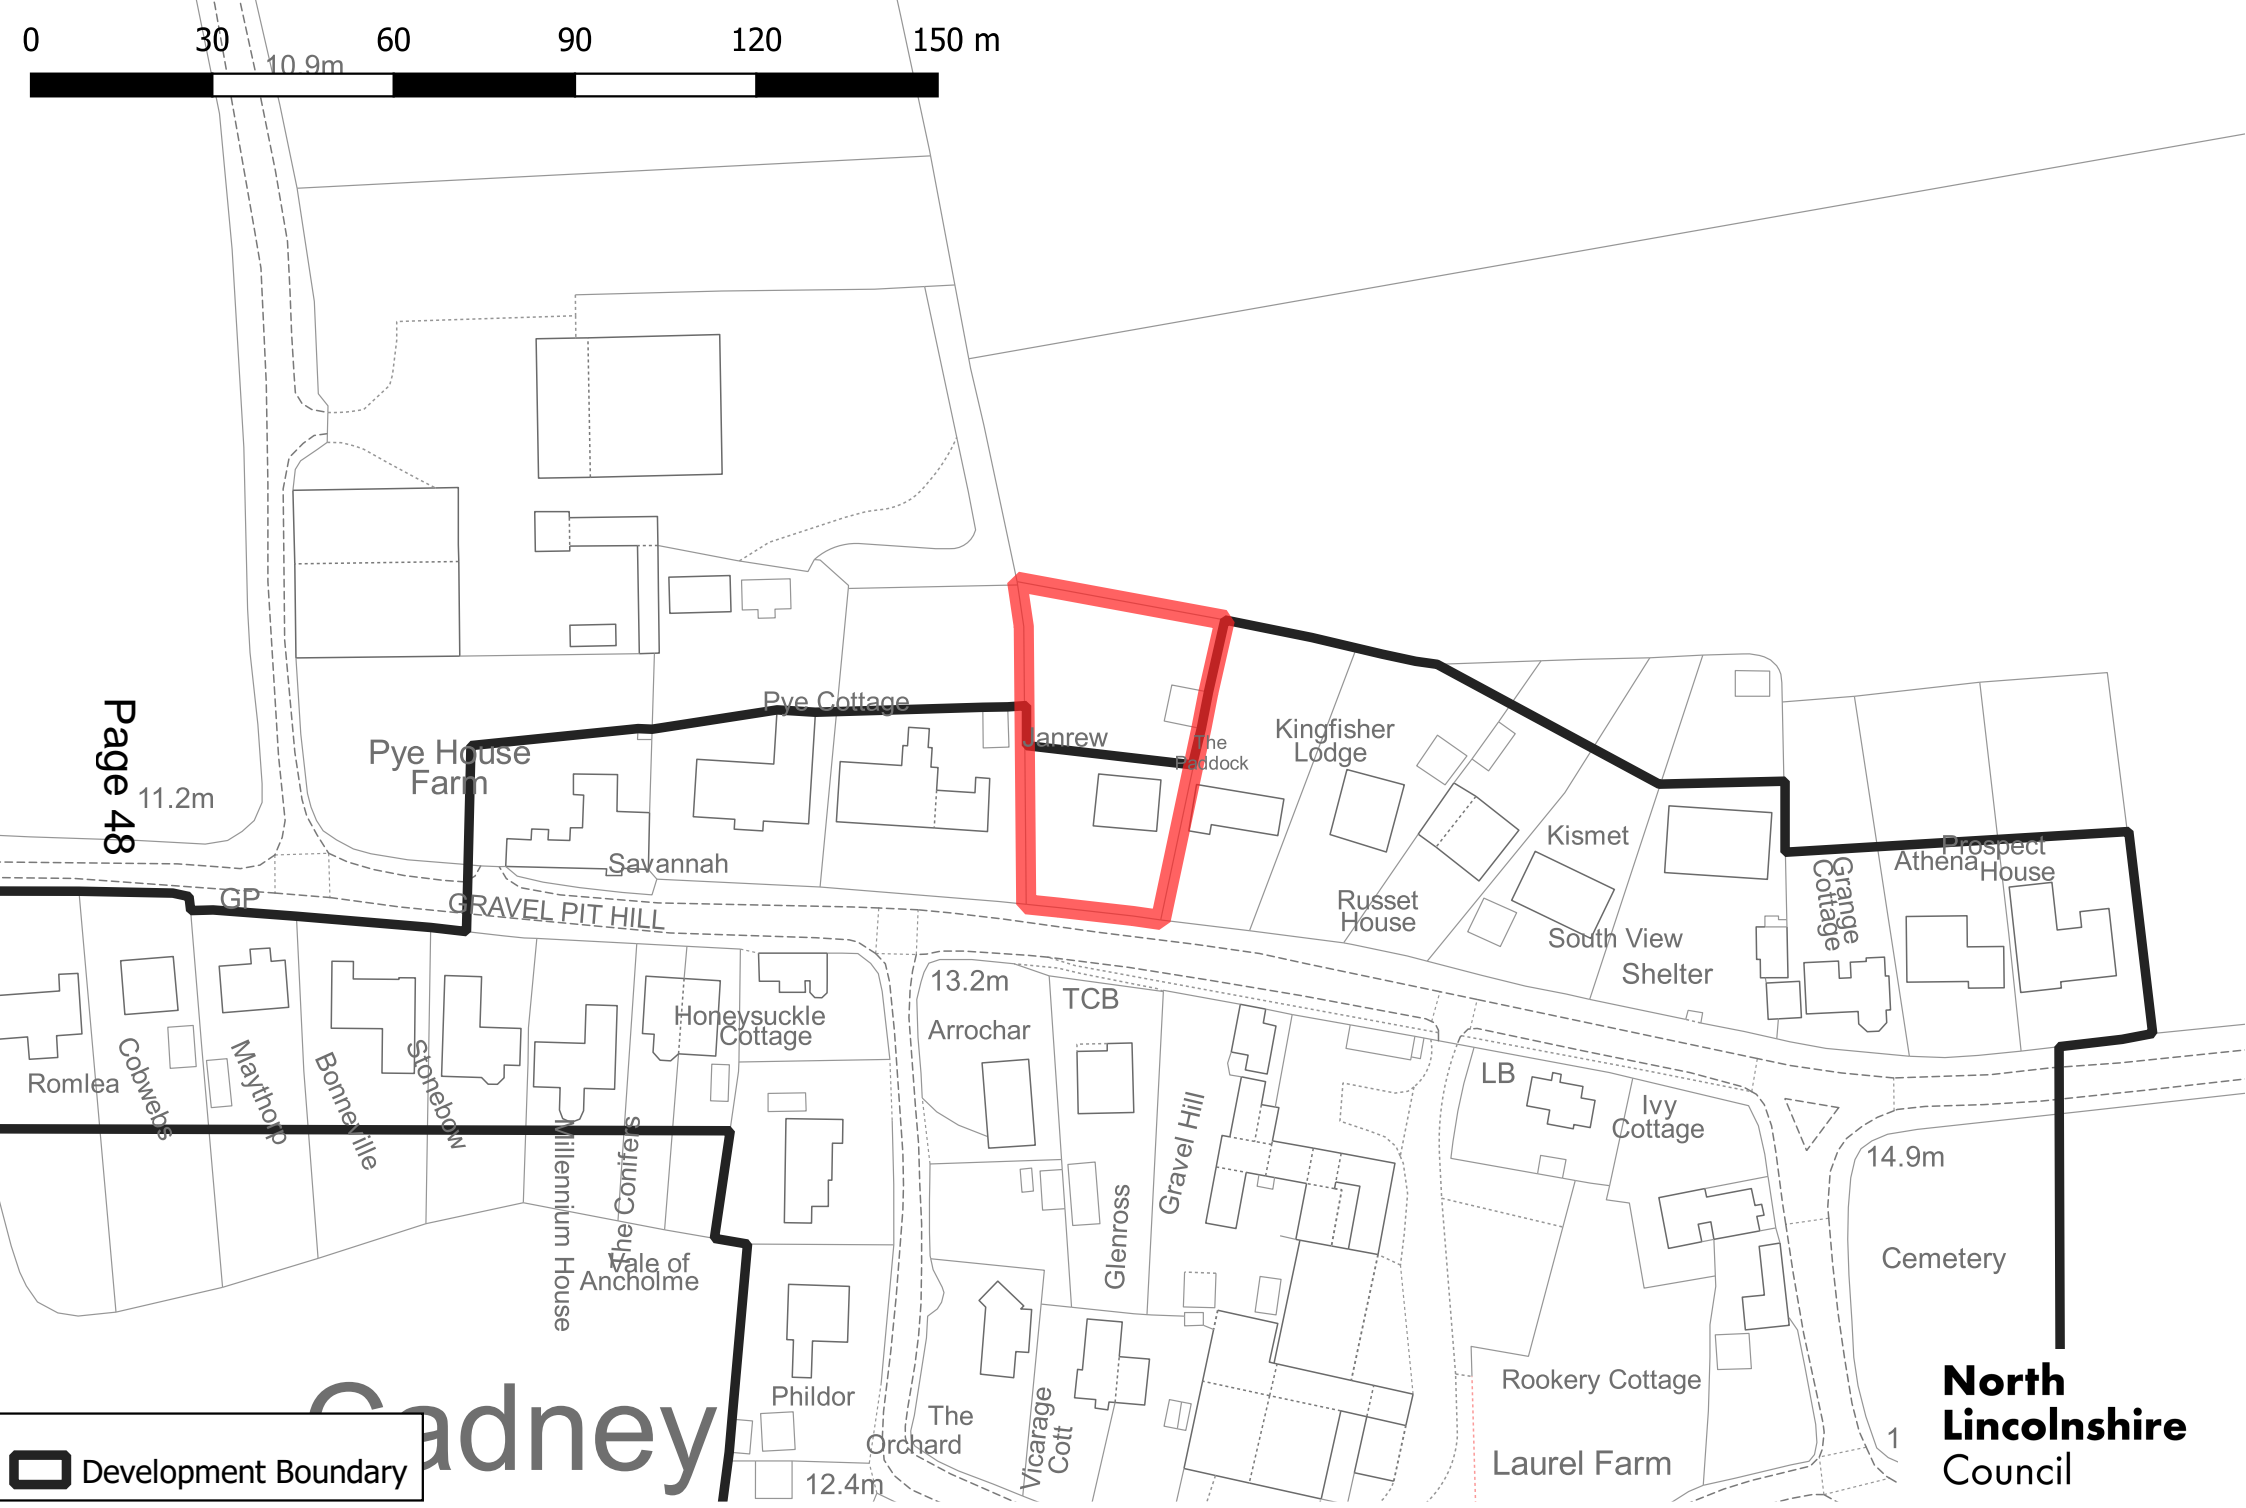 0 30 60 90 120 150 m
10.9m
Pye Cottage
Pye House
Farm
Janrew
The
Paddock
Kingfisher
Lodge
Page 48
11.2m
Savannah
Kismet
Prospect
House
Athena
Grange
Cottage
GP
GRAVEL PIT HILL
Russet
House
South View
Shelter
13.2m
TCB
Arrochar
Honeysuckle
Cottage
Romlea
Cobwebs
Maythorp
Bonneville
Stonebow
Millennium House
The Conifers
Vale of
Ancholme
Glenross
Gravel Hill
LB
Ivy
Cottage
14.9m
Cemetery
Phildor
The
Orchard
Vicarage
Cott
Rookery Cottage
Laurel Farm
12.4m
Cadney
1
Development Boundary
North
Lincolnshire
Council